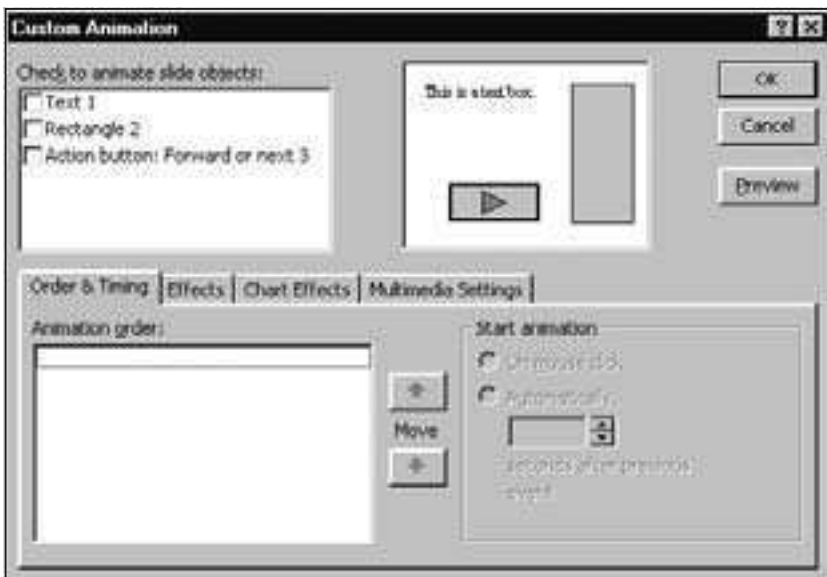 Custom Animation
Check to animate slide objects:
Text 1
Rectangle 2
Action button: Forward or next 3
This is a text box.
OK
Cancel
Preview
Order & Timing
Effects
Chart Effects
Multimedia Settings
Animation order:
Move
Start animation
On mouse click
Automatically,
seconds after previous
event